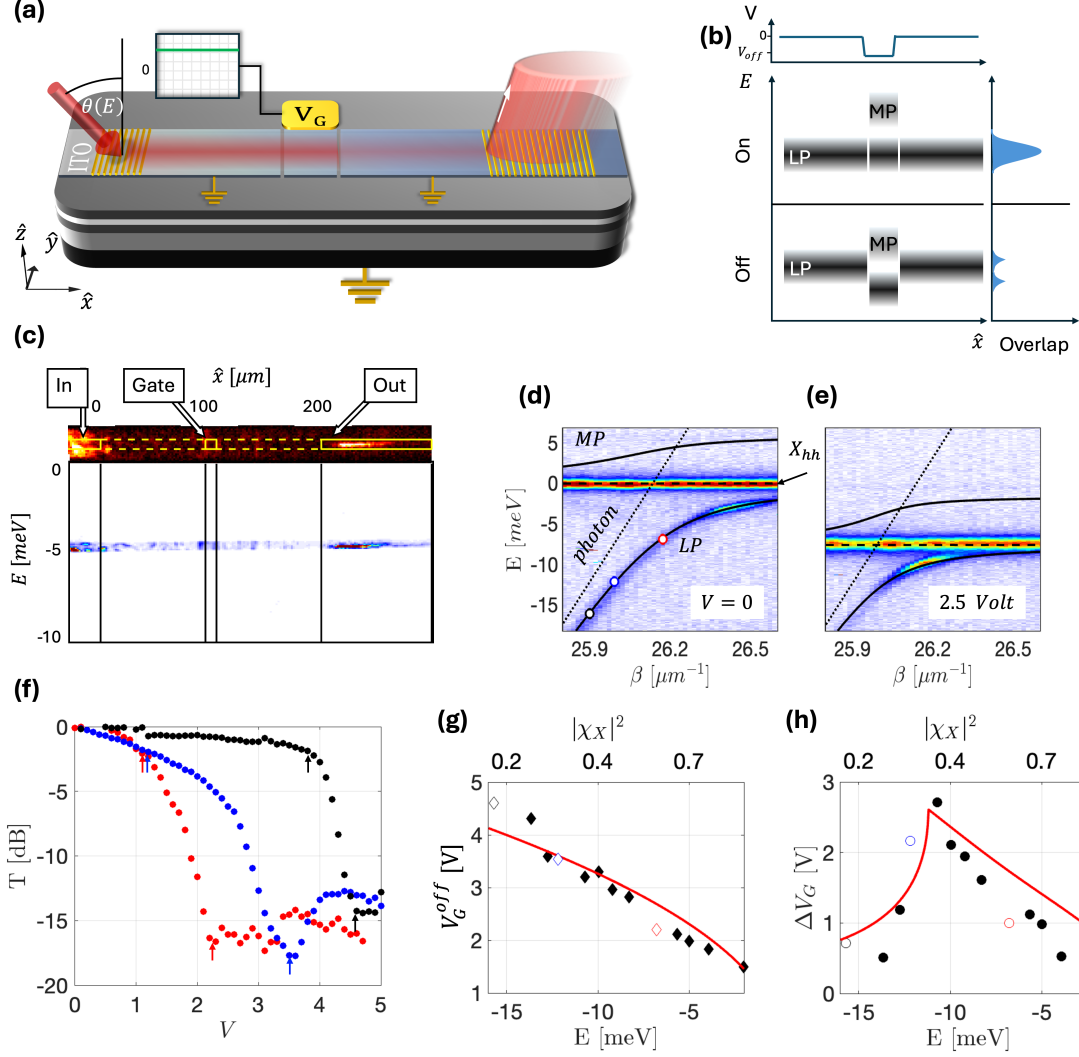 (a)
0
θ(E)
V_G
ITO
ẑ
ŷ
x̂
(b)
V
0
V_off
E
On
MP
LP
Off
MP
LP
x̂
Overlap
(c)
In
Gate
x̂ [μm]
Out
0 100 200
0
-5
-10
E [meV]
(d)
MP
X_hh
photon
LP
V = 0
5
0
-5
-10
-15
E [meV]
25.9 26.2 26.5
β [μm⁻¹]
(e)
2.5 Volt
25.9 26.2 26.5
β [μm⁻¹]
(f)
0
-5
-10
-15
-20
T [dB]
0 1 2 3 4 5
V
(g)
|χ_X|²
0.2 0.4 0.7
5
4
3
2
1
V_G^off [V]
-15 -10 -5
E [meV]
(h)
|χ_X|²
0.2 0.4 0.7
3
2
1
0
ΔV_G [V]
-15 -10 -5
E [meV]